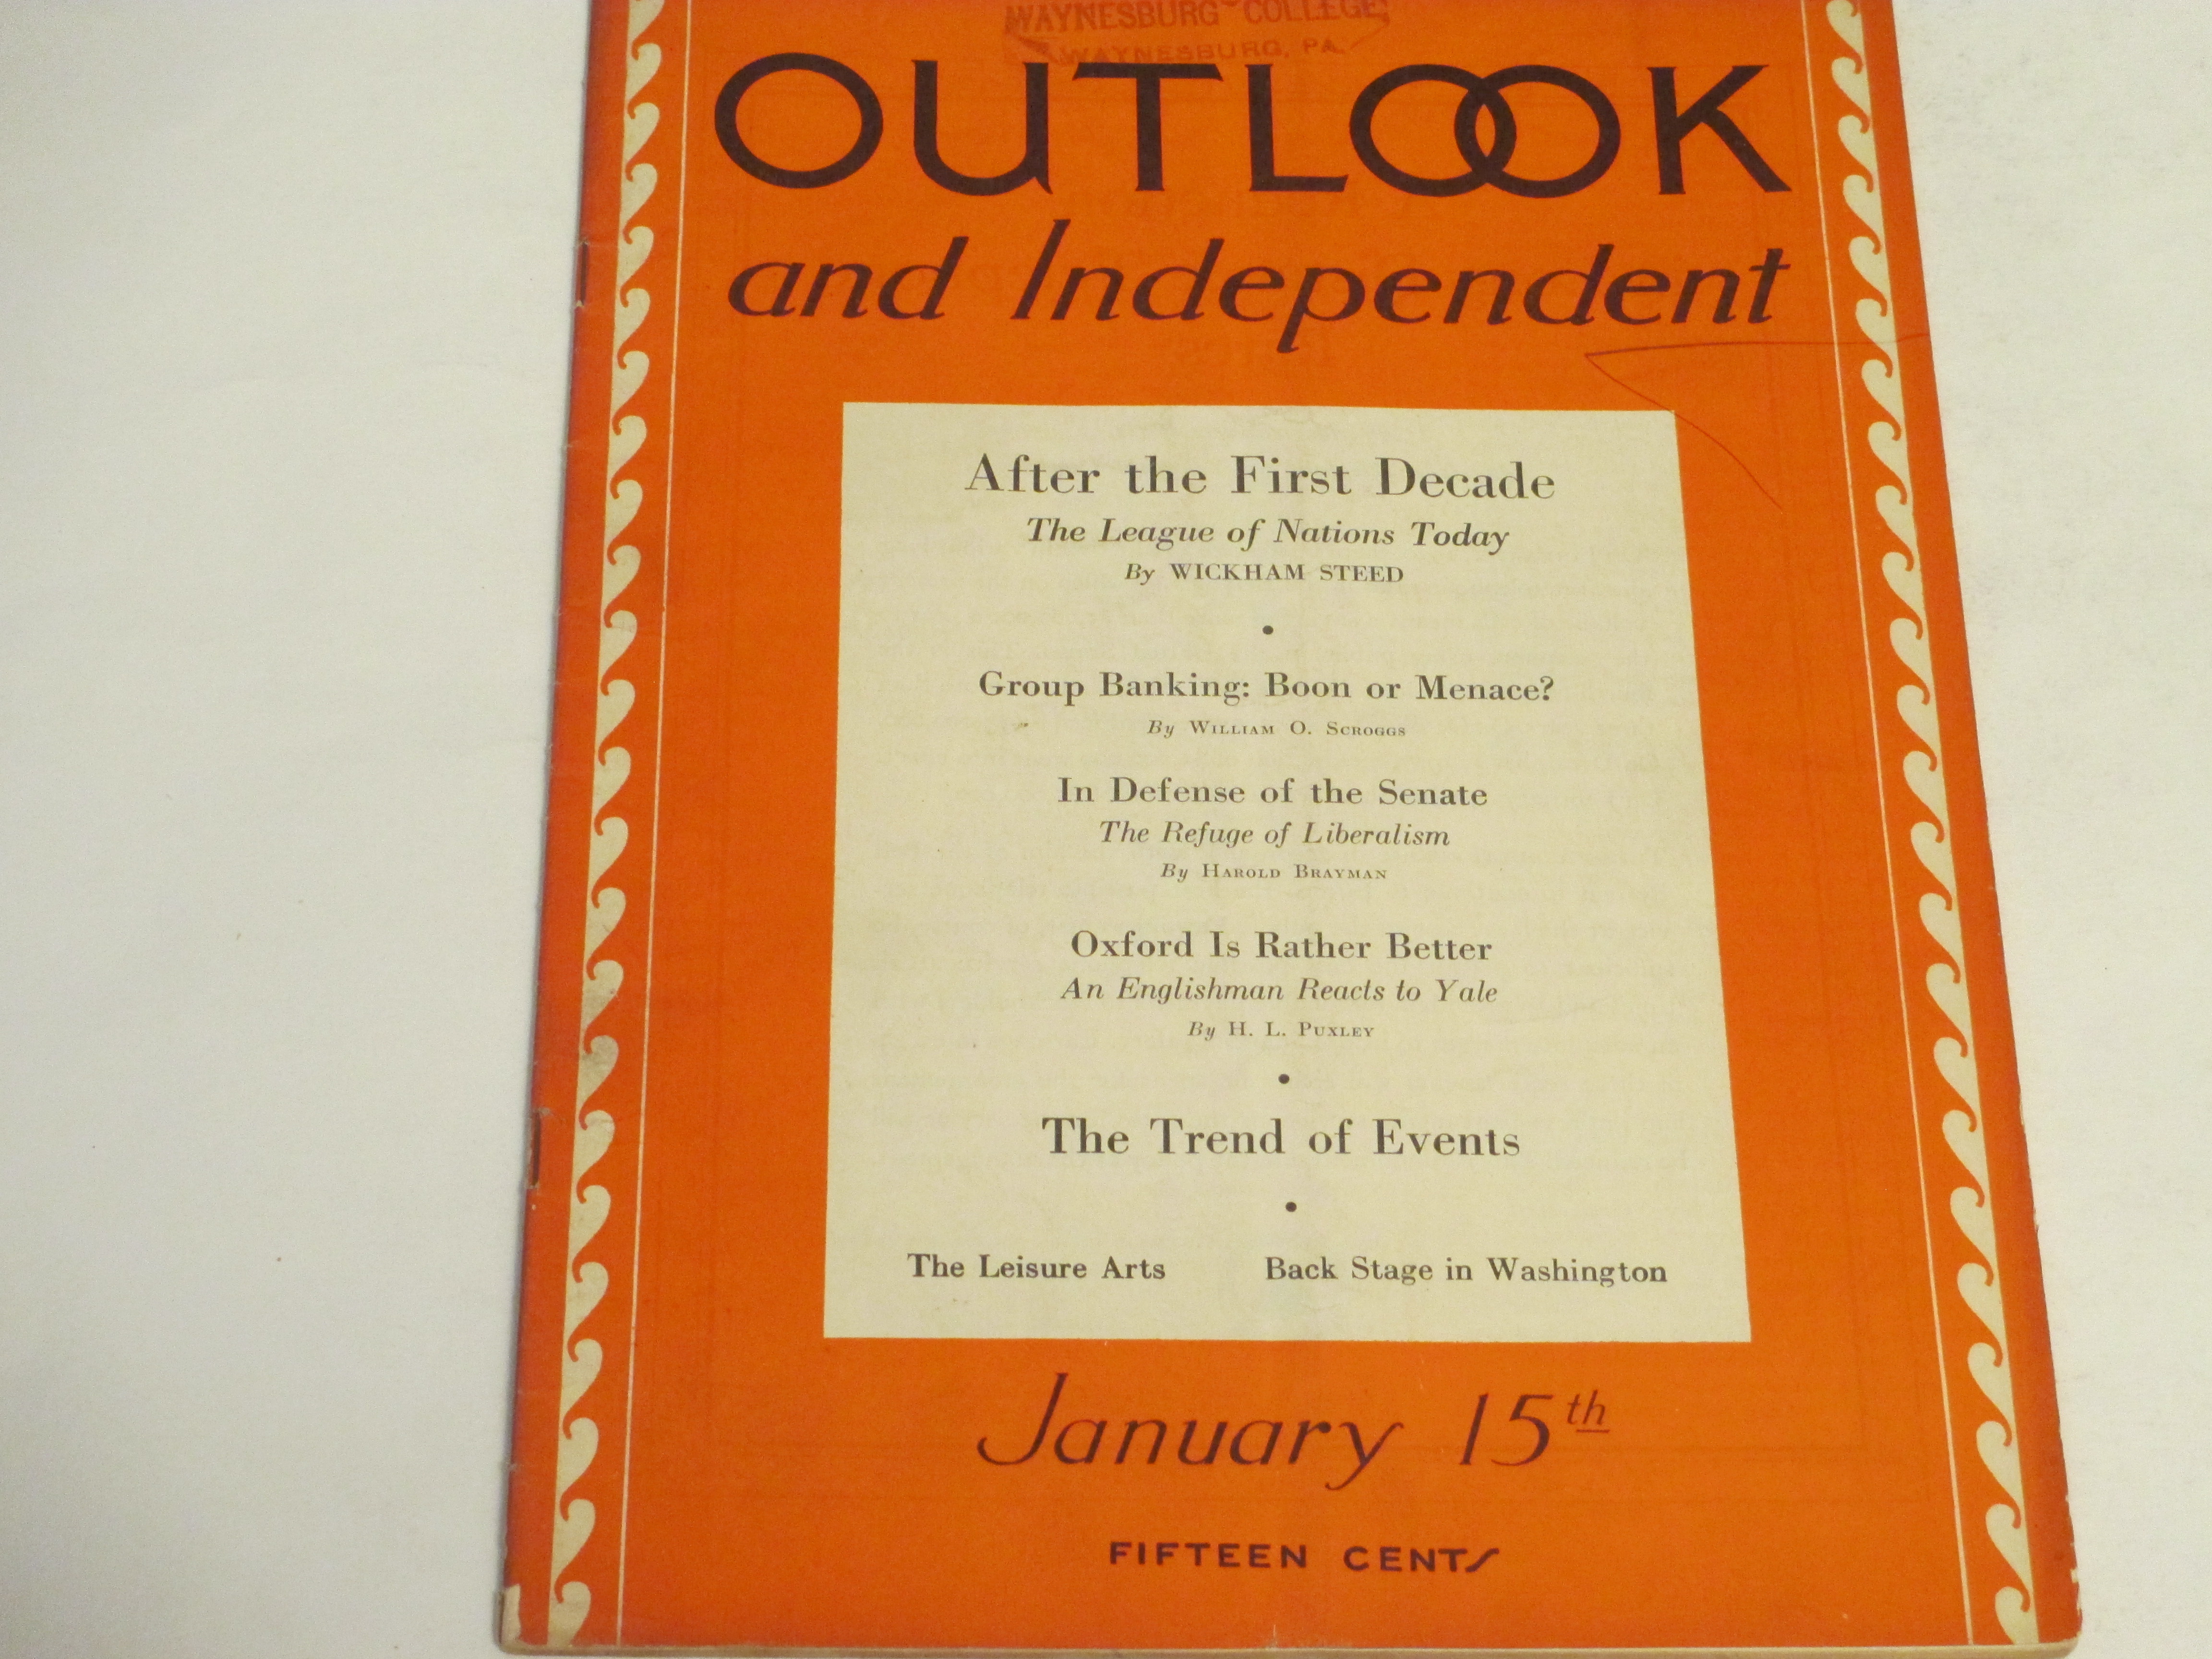 WAYNESBURG COLLEGE,
WAYNESBURG, PA.
OUTLOOK
and Independent
After the First Decade
The League of Nations Today
By WICKHAM STEED
•
Group Banking: Boon or Menace?
By WILLIAM O. SCROGGS
In Defense of the Senate
The Refuge of Liberalism
By HAROLD BRAYMAN
Oxford Is Rather Better
An Englishman Reacts to Yale
By H. L. PUXLEY
•
The Trend of Events
•
The Leisure Arts Back Stage in Washington
January 15th
FIFTEEN CENTS